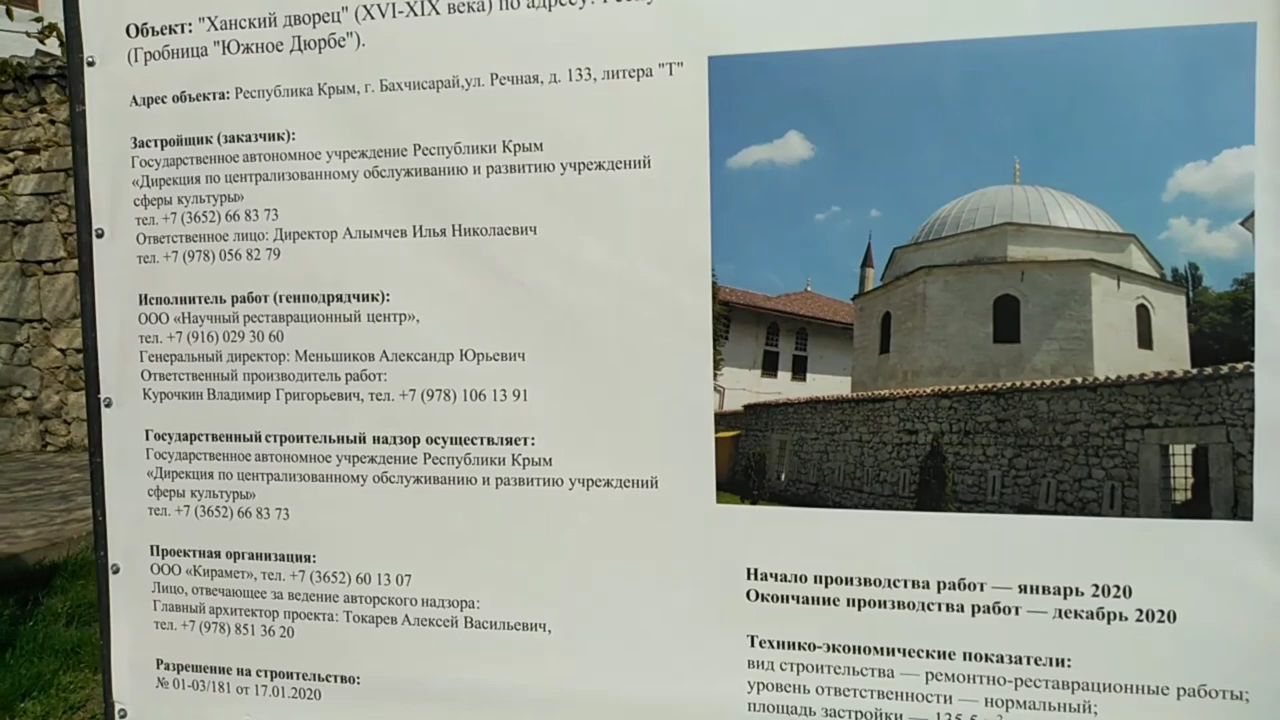 Объект: "Ханский дворец" (XVI-XIX века) по адресу:
(Гробница "Южное Дюрбе").
Адрес объекта: Республика Крым, г. Бахчисарай,ул. Речная, д. 133, литера "Т"
Застройщик (заказчик):
Государственное автономное учреждение Республики Крым
«Дирекция по централизованному обслуживанию и развитию учреждений
сферы культуры»
тел. +7 (3652) 66 83 73
Ответственное лицо: Директор Алымчев Илья Николаевич
тел. +7 (978) 056 82 79
Исполнитель работ (генподрядчик):
ООО «Научный реставрационный центр»,
тел. +7 (916) 029 30 60
Генеральный директор: Меньшиков Александр Юрьевич
Ответственный производитель работ:
Курочкин Владимир Григорьевич, тел. +7 (978) 106 13 91
Государственный строительный надзор осуществляет:
Государственное автономное учреждение Республики Крым
«Дирекция по централизованному обслуживанию и развитию учреждений
сферы культуры»
тел. +7 (3652) 66 83 73
Проектная организация:
ООО «Кирамет», тел. +7 (3652) 60 13 07
Лицо, отвечающее за ведение авторского надзора:
Главный архитектор проекта: Токарев Алексей Васильевич,
тел. +7 (978) 851 36 20
Разрешение на строительство:
№ 01-03/181 от 17.01.2020
Начало производства работ — январь 2020
Окончание производства работ — декабрь 2020
Технико-экономические показатели:
вид строительства — ремонтно-реставрационные работы;
уровень ответственности — нормальный;
площадь застройки —